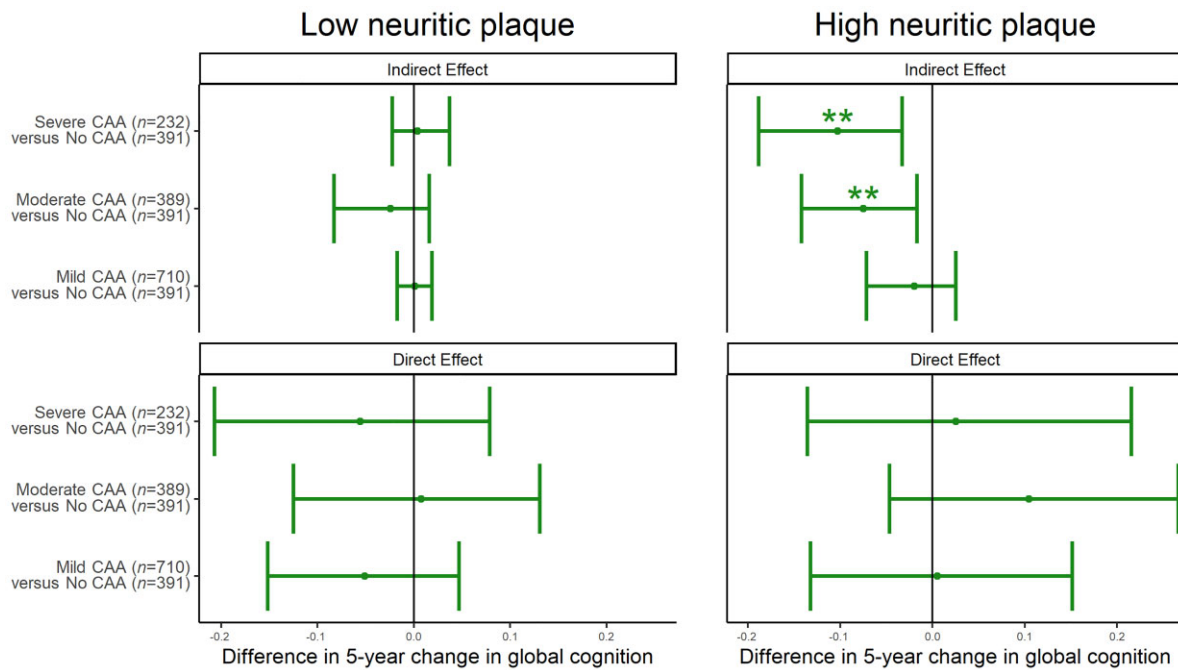 Low neuritic plaque
High neuritic plaque
Indirect Effect
Indirect Effect
Severe CAA (n=232)
versus No CAA (n=391)
**
Moderate CAA (n=389)
versus No CAA (n=391)
**
Mild CAA (n=710)
versus No CAA (n=391)
Direct Effect
Direct Effect
Severe CAA (n=232)
versus No CAA (n=391)
Moderate CAA (n=389)
versus No CAA (n=391)
Mild CAA (n=710)
versus No CAA (n=391)
-0.2 -0.1 0.0 0.1 0.2
-0.2 -0.1 0.0 0.1 0.2
Difference in 5-year change in global cognition
Difference in 5-year change in global cognition